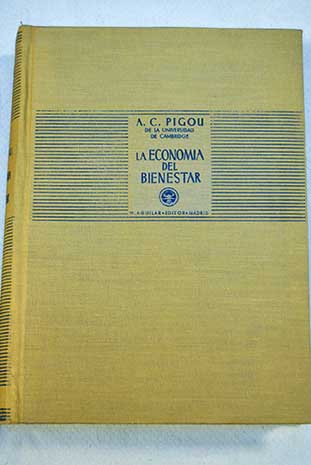 A. C. PIGOU
DE LA UNIVERSIDAD
DE CAMBRIDGE
LA ECONOMIA
DEL
BIENESTAR
M. AGUILAR•EDITOR•MADRID